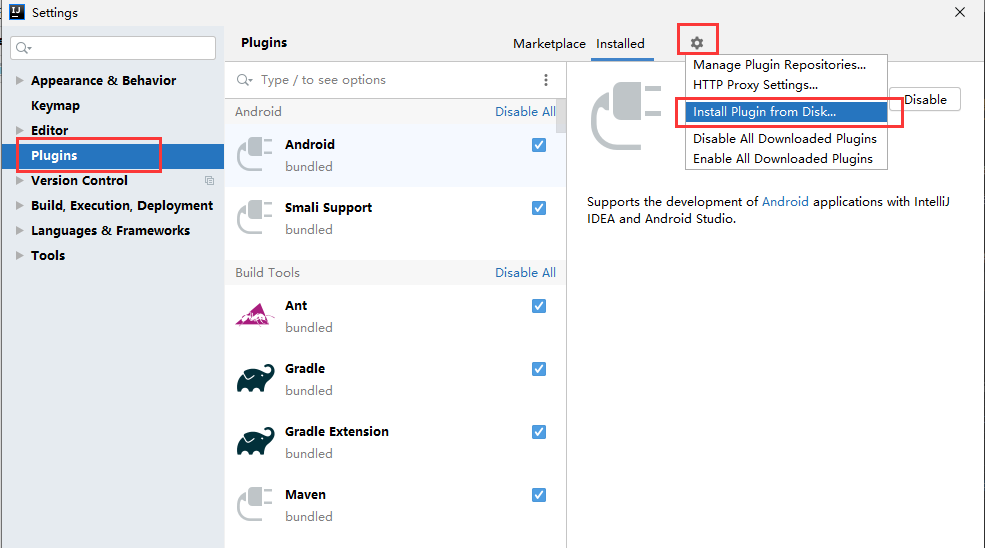 Settings
Appearance & Behavior
Keymap
Editor
Plugins
Version Control
Build, Execution, Deployment
Languages & Frameworks
Tools
Plugins
Marketplace
Installed
Type / to see options
Android
Disable All
Android
bundled
Smali Support
bundled
Build Tools
Disable All
Ant
bundled
Gradle
bundled
Gradle Extension
bundled
Maven
bundled
Manage Plugin Repositories...
HTTP Proxy Settings...
Install Plugin from Disk...
Disable All Downloaded Plugins
Enable All Downloaded Plugins
Disable
Supports the development of Android applications with IntelliJ
IDEA and Android Studio.